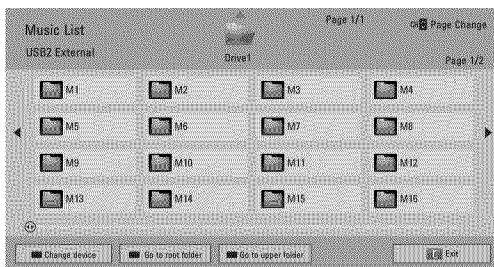 Music List
Page 1/1
CH Page Change
USB2 External
Drive1
Page 1/2
M1 M2 M3 M4
M5 M6 M7 M8
M9 M10 M11 M12
M13 M14 M15 M16
Change device
Go to root folder
Go to upper folder
Exit